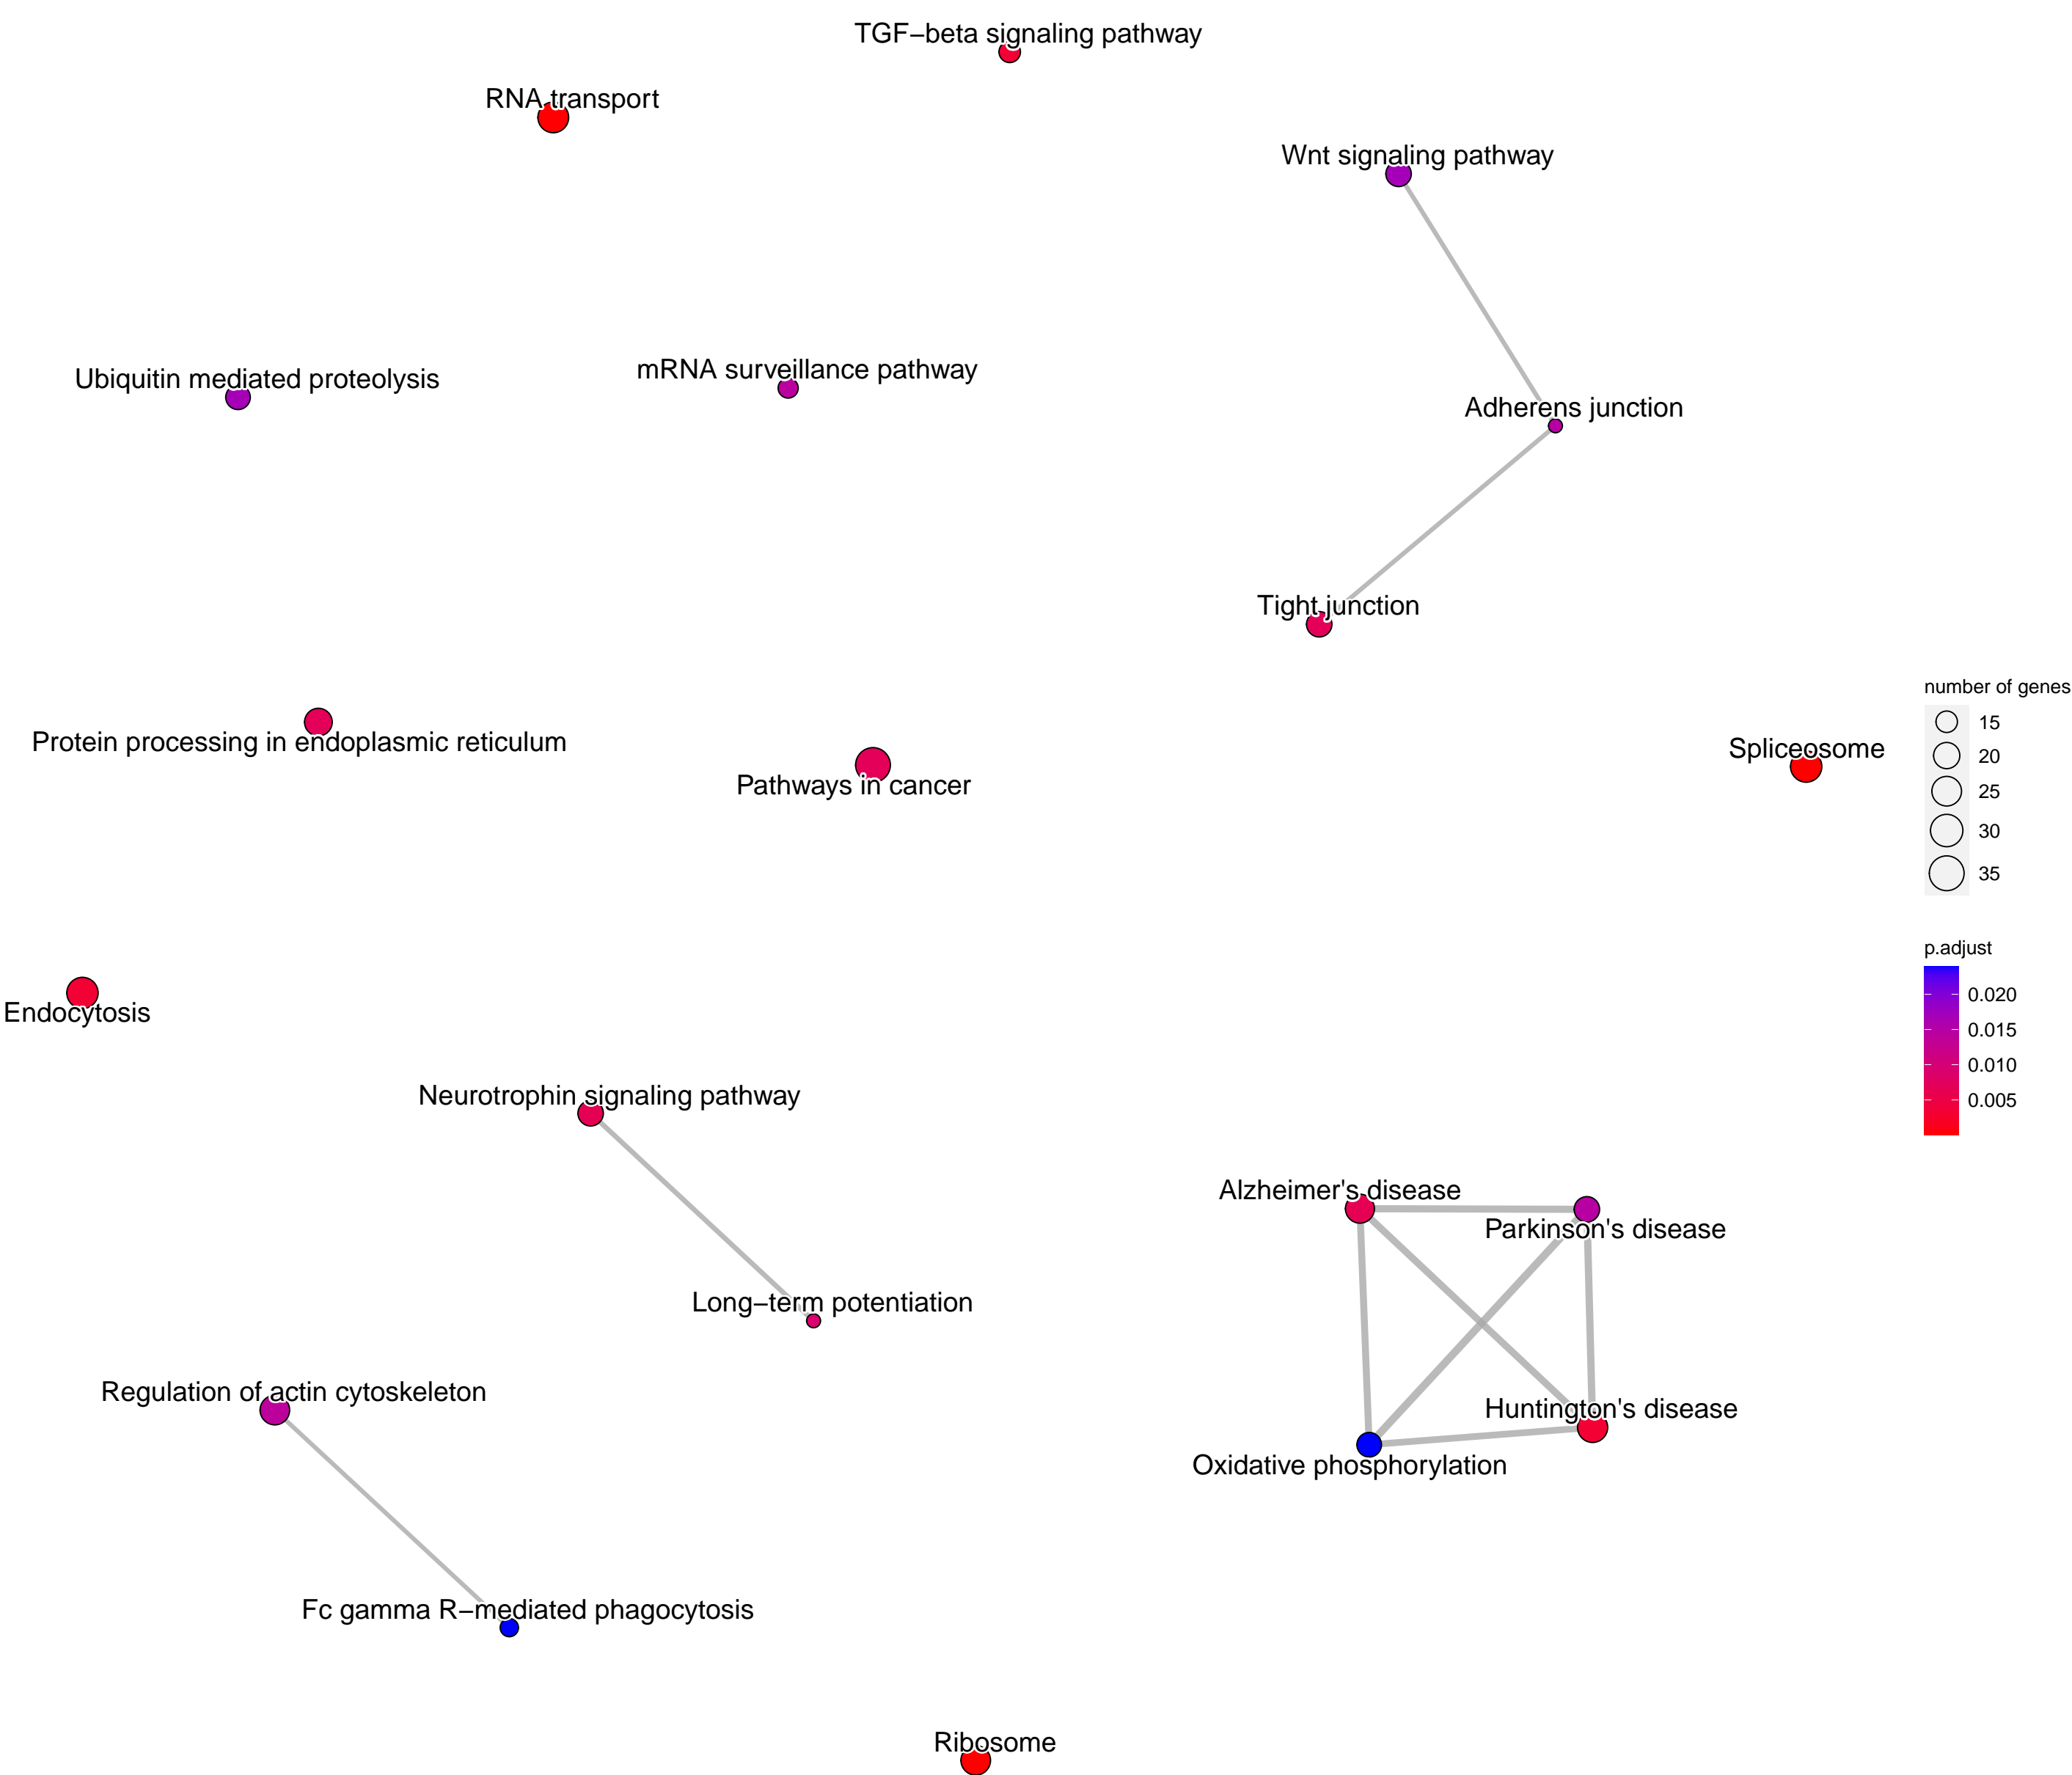 TGF−beta signaling pathway
RNA transport
Wnt signaling pathway
Ubiquitin mediated proteolysis
mRNA surveillance pathway
Adherens junction
Tight junction
Protein processing in endoplasmic reticulum
Pathways in cancer
Spliceosome
number of genes
15
20
25
30
35
p.adjust
0.020
0.015
0.010
0.005
Endocytosis
Neurotrophin signaling pathway
Alzheimer's disease
Parkinson's disease
Long−term potentiation
Regulation of actin cytoskeleton
Huntington's disease
Oxidative phosphorylation
Fc gamma R−mediated phagocytosis
Ribosome